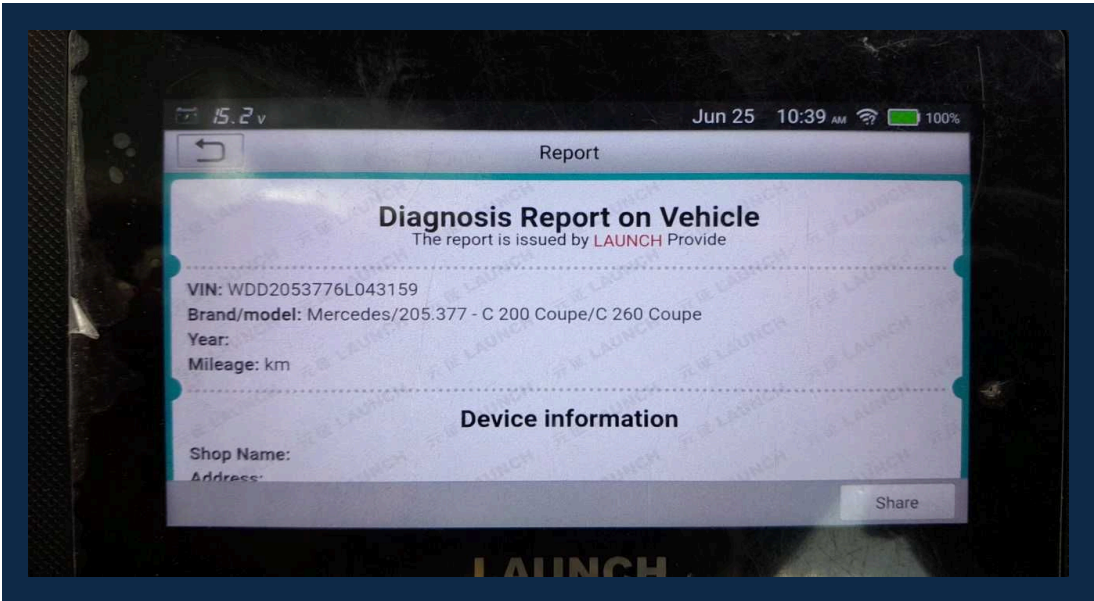 15.2 v Jun 25 10:39 AM 100%
Report
Diagnosis Report on Vehicle
The report is issued by LAUNCH Provide
VIN: WDD2053776L043159
Brand/model: Mercedes/205.377 - C 200 Coupe/C 260 Coupe
Year:
Mileage: km
Device information
Shop Name:
Address:
Share
LAUNCH